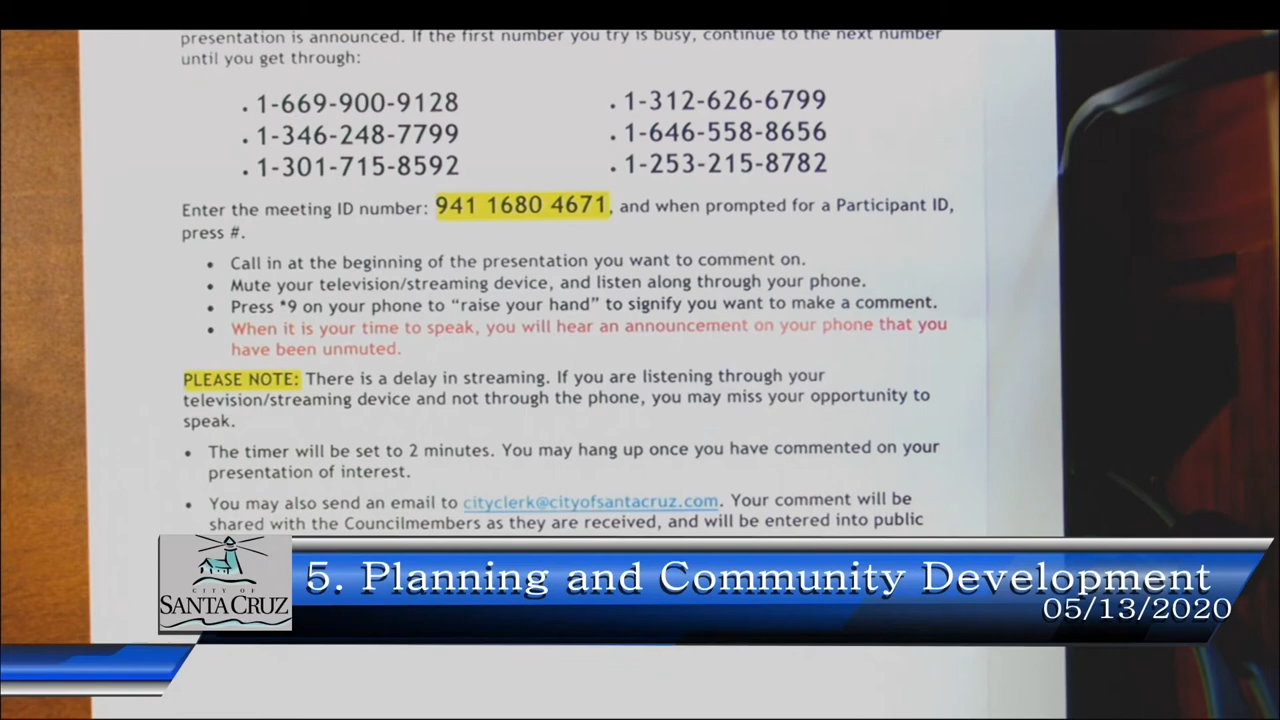 presentation is announced. If the first number you try is busy, continue to the next number
until you get through:
• 1-669-900-9128
• 1-346-248-7799
• 1-301-715-8592
• 1-312-626-6799
• 1-646-558-8656
• 1-253-215-8782
Enter the meeting ID number: 941 1680 4671, and when prompted for a Participant ID,
press #.
• Call in at the beginning of the presentation you want to comment on.
• Mute your television/streaming device, and listen along through your phone.
• Press *9 on your phone to “raise your hand” to signify you want to make a comment.
• When it is your time to speak, you will hear an announcement on your phone that you
have been unmuted.
PLEASE NOTE: There is a delay in streaming. If you are listening through your
television/streaming device and not through the phone, you may miss your opportunity to
speak.
• The timer will be set to 2 minutes. You may hang up once you have commented on your
presentation of interest.
• You may also send an email to cityclerk@cityofsantacruz.com. Your comment will be
shared with the Councilmembers as they are received, and will be entered into public
CITY OF
SANTA CRUZ
5. Planning and Community Development
05/13/2020